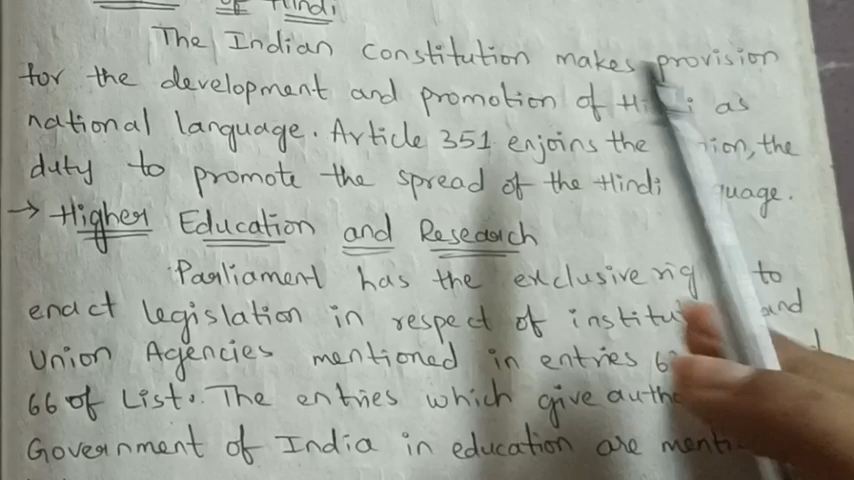 of Hindi
The Indian constitution makes provision
for the development and promotion of Hindi as
national language. Article 351 enjoins the the
duty to promote the spread of the Hindi
→ Higher Education and Research
Parliament has the exclusive to
enact legislation in respect of and
Union Agencies mentioned in entries
66 of List. The entries which give
Government of India in education are